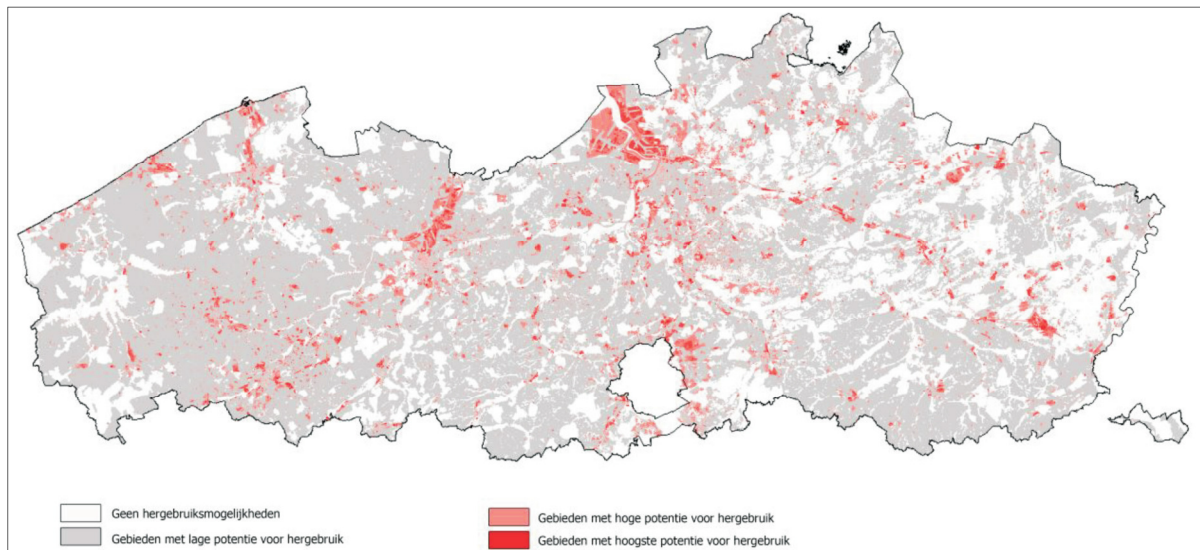 Geen hergebruiksmogelijkheden
Gebieden met lage potentie voor hergebruik
Gebieden met hoge potentie voor hergebruik
Gebieden met hoogste potentie voor hergebruik